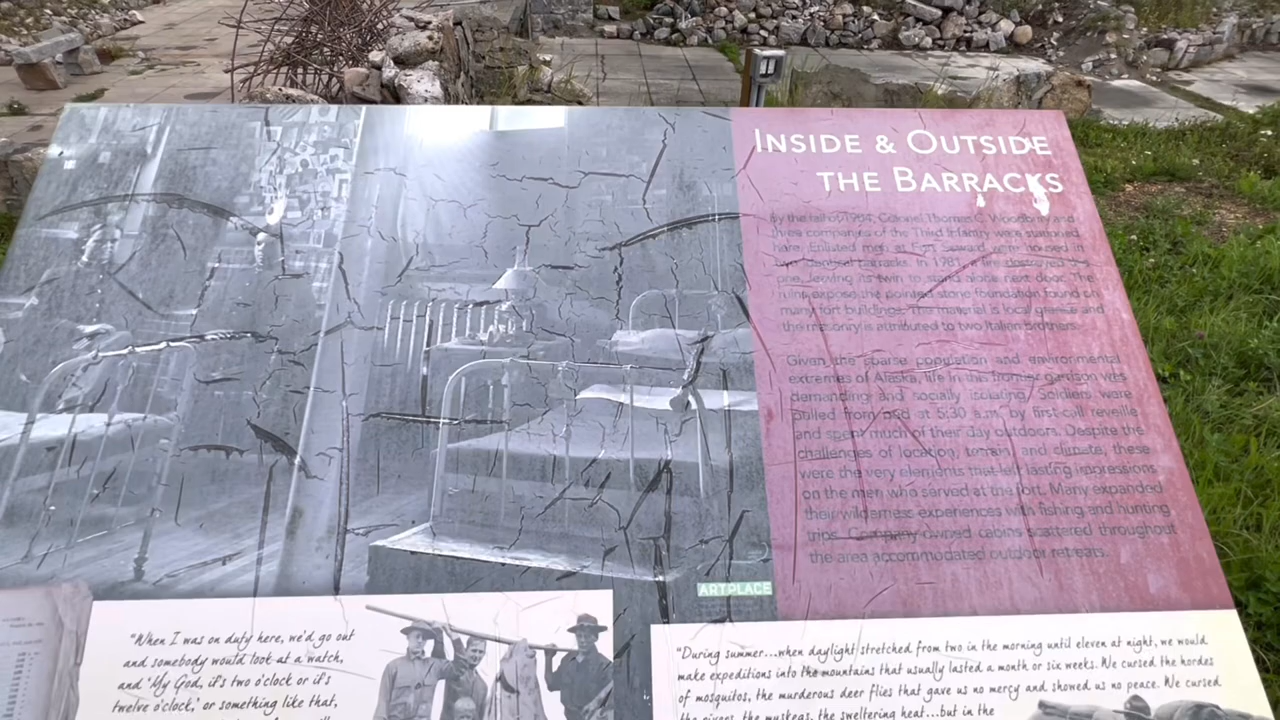 INSIDE & OUTSIDE
THE BARRACKS
By the fall of 1904, Colonel Thomas C. Woodbury and
three companies of the Third Infantry were stationed
here. Enlisted men at Fort Seward were housed in
two identical barracks. In 1981, a fire destroyed
one, leaving its twin to stand alone next door. The
ruins expose the pointed stone foundation found on
many fort buildings. The material is local granite and
the masonry is attributed to two Italian brothers.
Given the sparse population and environmental
extremes of Alaska, life in this frontier garrison was
demanding and socially isolating. Soldiers were
pulled from bed at 5:30 a.m. by first-call reveille
and spent much of their day outdoors. Despite the
challenges of location, terrain, and climate, these
were the very elements that left lasting impressions
on the men who served at the fort. Many expanded
their wilderness experiences with fishing and hunting
trips. Company-owned cabins scattered throughout
the area accommodated outdoor retreats.
ARTPLACE
"When I was on duty here, we'd go out
and somebody would look at a watch,
and 'My God, it's two o'clock or it's
twelve o'clock,' or something like that,
"During summer...when daylight stretched from two in the morning until eleven at night, we would
make expeditions into the mountains that usually lasted a month or six weeks. We cursed the hordes
of mosquitos, the murderous deer flies that gave us no mercy and showed us no peace. We cursed
the rivers, the muskegs, the sweltering heat...but in the